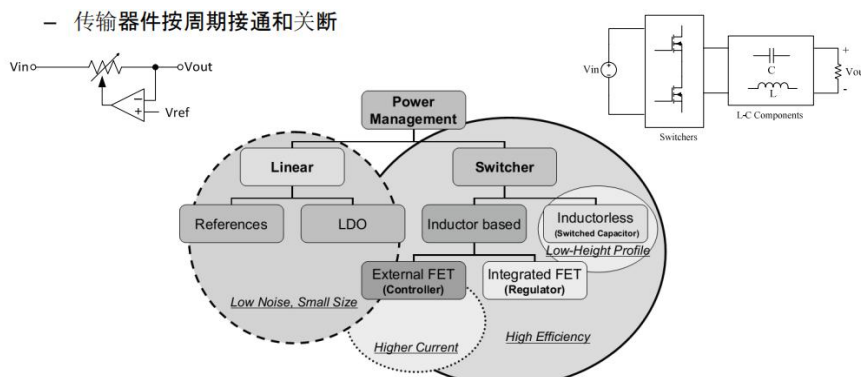 – 传输器件按周期接通和关断
Vin
Vout
Vref
Vin
C
L
Switchers
L-C Components
+
Vou
-
Power
Management
Linear
Switcher
References
LDO
Inductor based
Inductorless
(Switched Capacitor)
Low-Height Profile
External FET
(Controller)
Integrated FET
(Regulator)
Low Noise, Small Size
Higher Current
High Efficiency